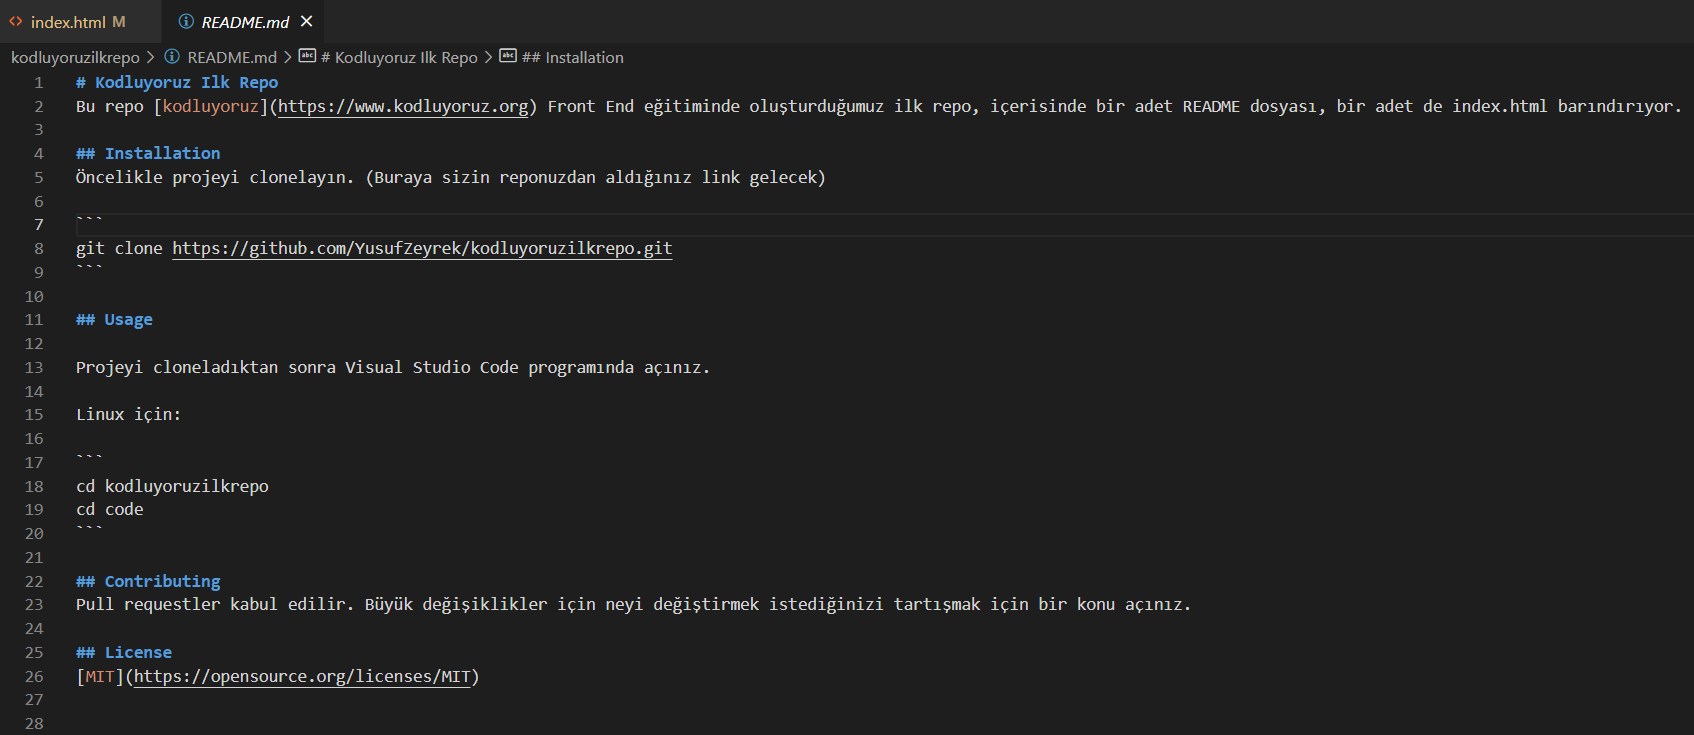 index.html M README.md
kodluyoruzilkrepo > README.md > # Kodluyoruz Ilk Repo > ## Installation
1 # Kodluyoruz Ilk Repo
2 Bu repo [kodluyoruz](https://www.kodluyoruz.org) Front End eğitiminde oluşturduğumuz ilk repo, içerisinde bir adet README dosyası, bir adet de index.html barındırıyor.
3
4 ## Installation
5 Öncelikle projeyi clonelayın. (Buraya sizin reponuzdan aldığınız link gelecek)
6
7 ```
8 git clone https://github.com/YusufZeyrek/kodluyoruzilkrepo.git
9 ```
10
11 ## Usage
12
13 Projeyi cloneladıktan sonra Visual Studio Code programında açınız.
14
15 Linux için:
16
17 ```
18 cd kodluyoruzilkrepo
19 cd code
20 ```
21
22 ## Contributing
23 Pull requestler kabul edilir. Büyük değişiklikler için neyi değiştirmek istediğinizi tartışmak için bir konu açınız.
24
25 ## License
26 [MIT](https://opensource.org/licenses/MIT)
27
28